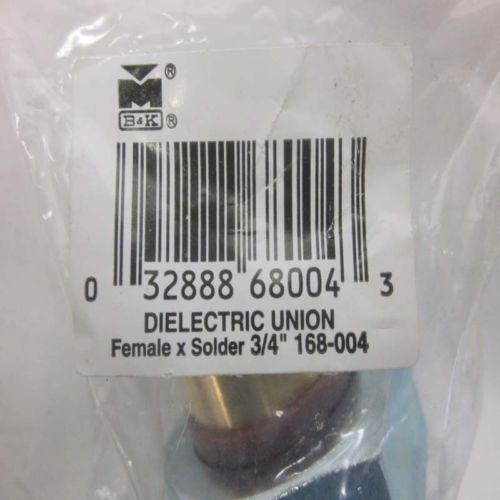 ®
B&K ®
0 32888 68004 3
DIELECTRIC UNION
Female x Solder 3/4" 168-004